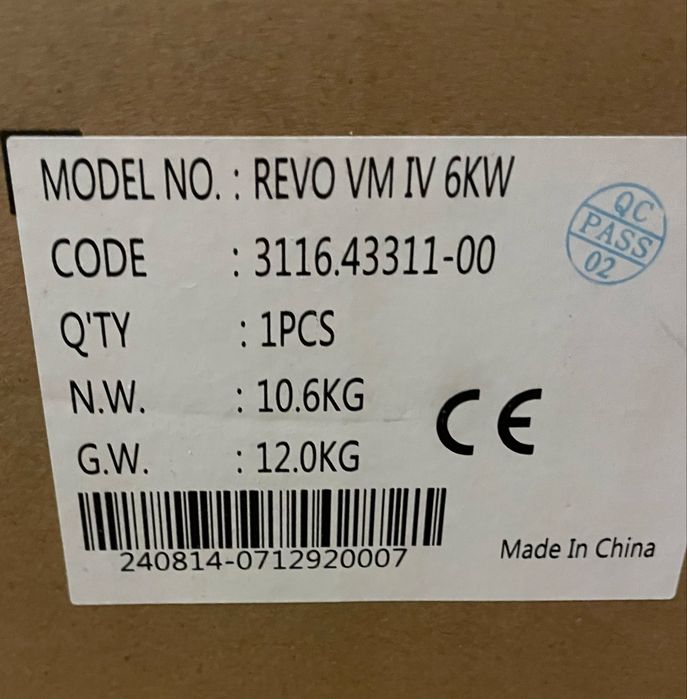 MODEL NO. : REVO VM IV 6KW
CODE : 3116.43311-00
Q'TY : 1PCS
N.W. : 10.6KG
G.W. : 12.0KG
QC
PASS
02
CE
240814-0712920007
Made In China